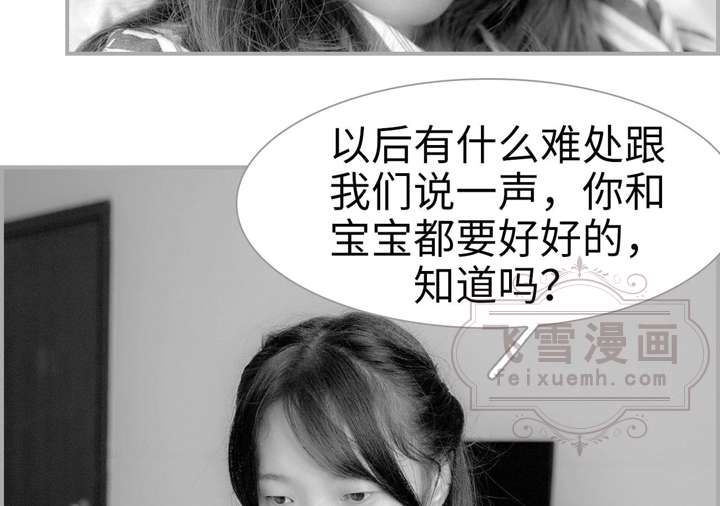 以后有什么难处跟
我们说一声，你和
宝宝都要好好的，
知道吗？
飞雪漫画
feixuemh.com